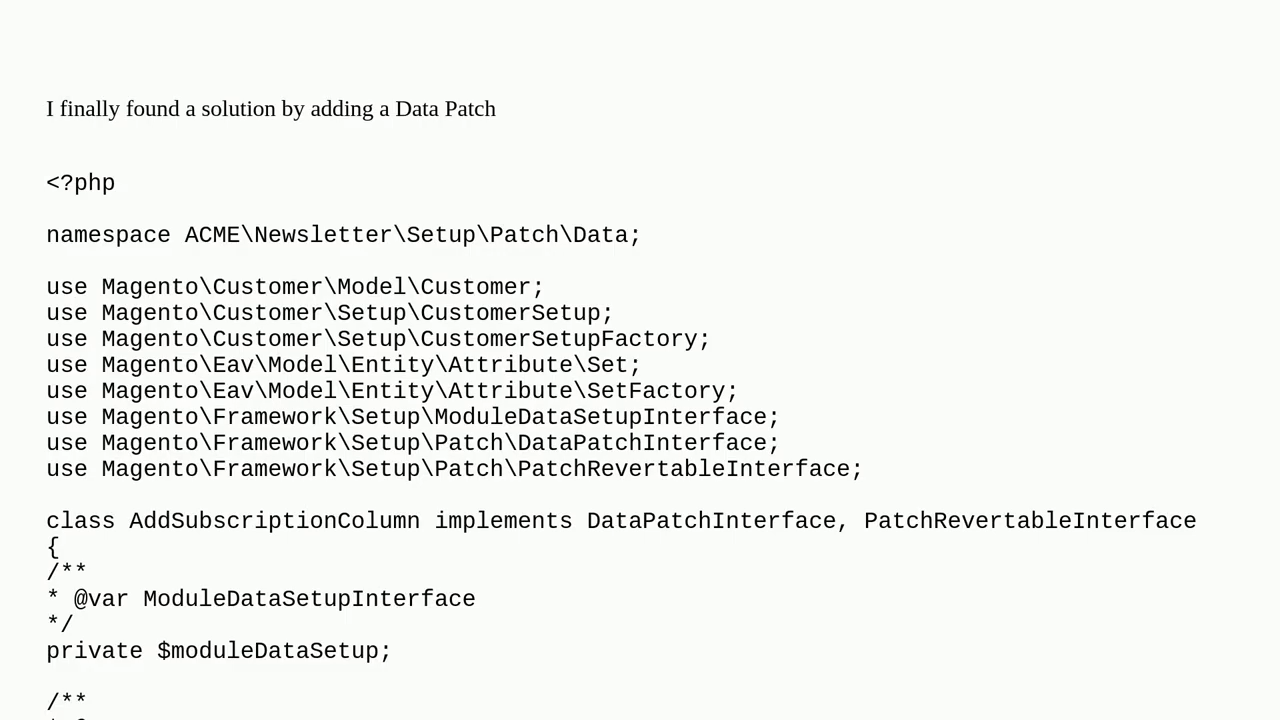 I finally found a solution by adding a Data Patch
<?php
namespace ACME\Newsletter\Setup\Patch\Data;
use Magento\Customer\Model\Customer;
use Magento\Customer\Setup\CustomerSetup;
use Magento\Customer\Setup\CustomerSetupFactory;
use Magento\Eav\Model\Entity\Attribute\Set;
use Magento\Eav\Model\Entity\Attribute\SetFactory;
use Magento\Framework\Setup\ModuleDataSetupInterface;
use Magento\Framework\Setup\Patch\DataPatchInterface;
use Magento\Framework\Setup\Patch\PatchRevertableInterface;
class AddSubscriptionColumn implements DataPatchInterface, PatchRevertableInterface
{
/**
* @var ModuleDataSetupInterface
*/
private $moduleDataSetup;
/**